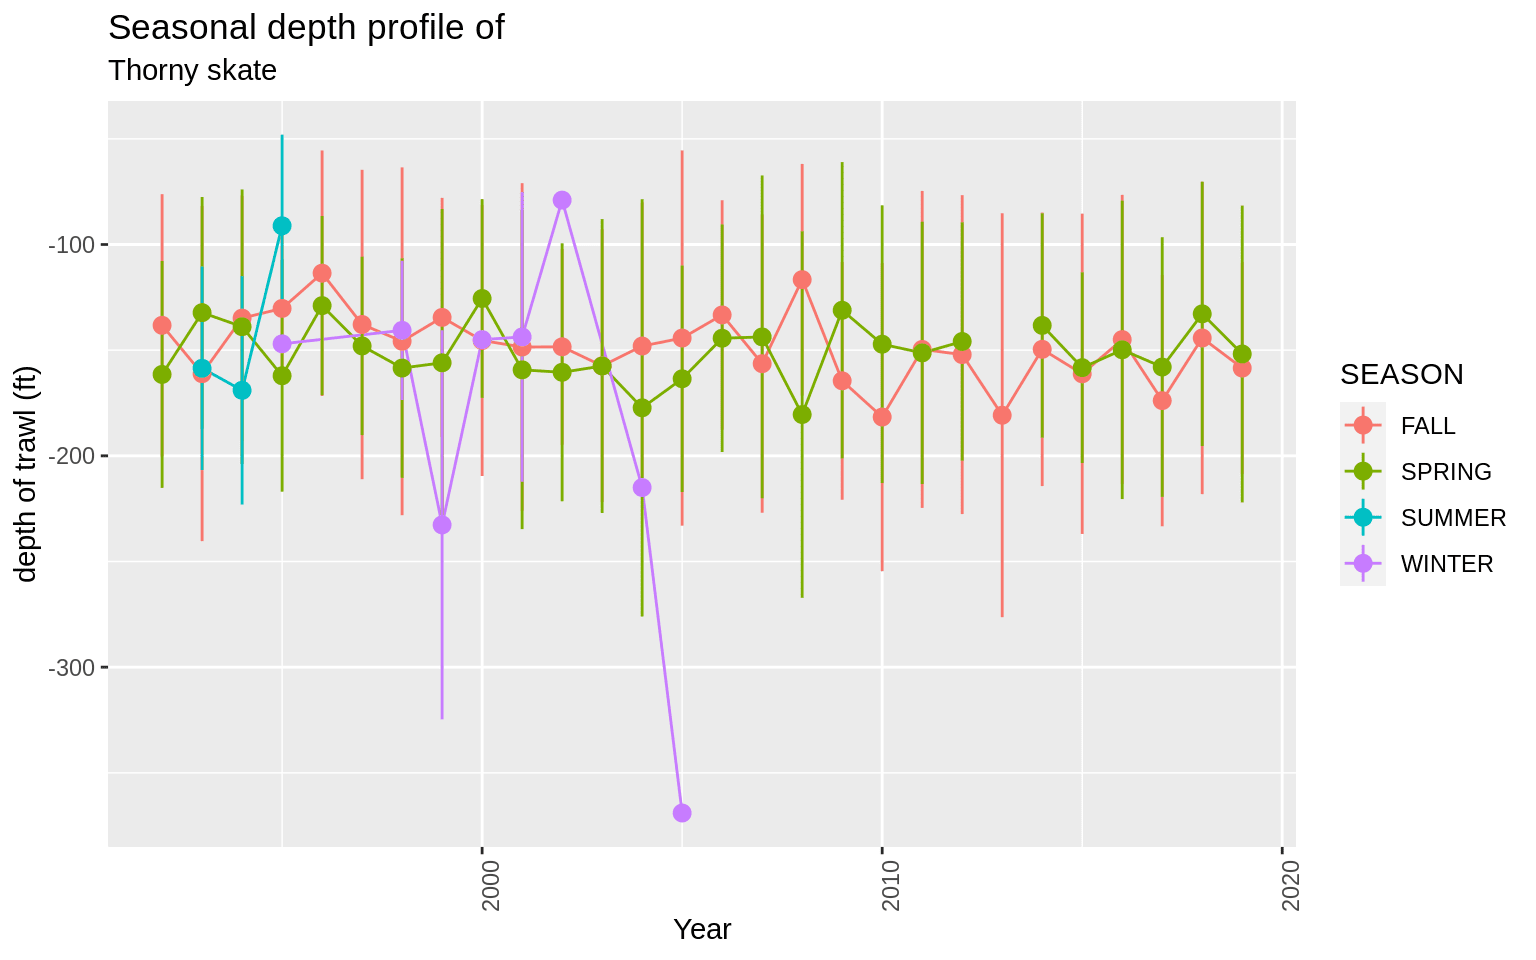 Seasonal depth profile of
Thorny skate
depth of trawl (ft)
-100
-200
-300
2000
2010
2020
Year
SEASON
FALL
SPRING
SUMMER
WINTER